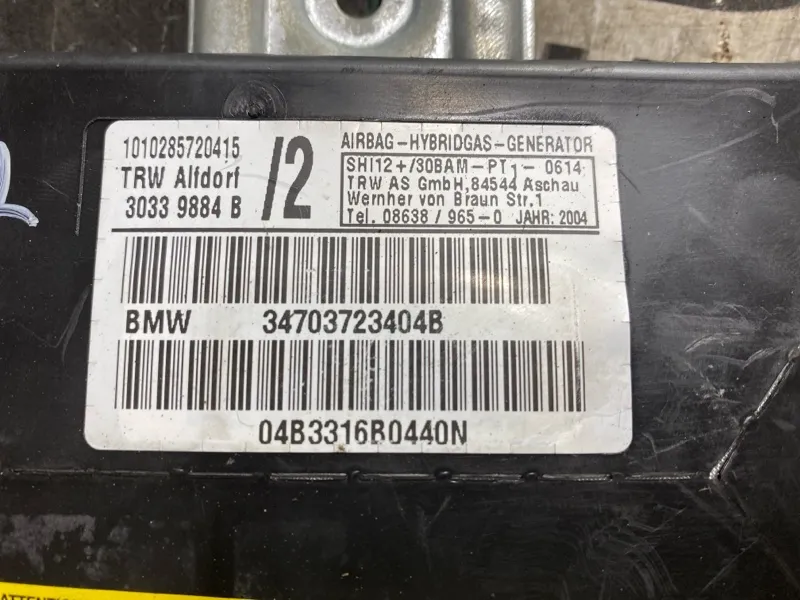 1010285720415
TRW Alfdorf
3033 9884 B
/2
AIRBAG-HYBRIDGAS-GENERATOR
SHI12+/30BAM-PT1-0614
TRW AS GmbH,84544 Aschau
Wernher von Braun Str.1
Tel. 08638 / 965-0 JAHR: 2004
BMW 34703723404B
04B3316B0440N